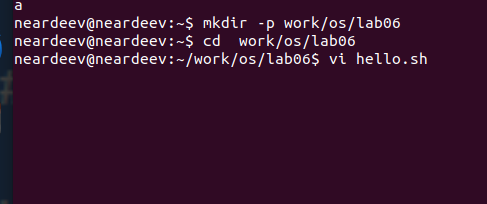 a
neardeev@neardeev:~$ mkdir -p work/os/lab06
neardeev@neardeev:~$ cd  work/os/lab06
neardeev@neardeev:~/work/os/lab06$ vi hello.sh